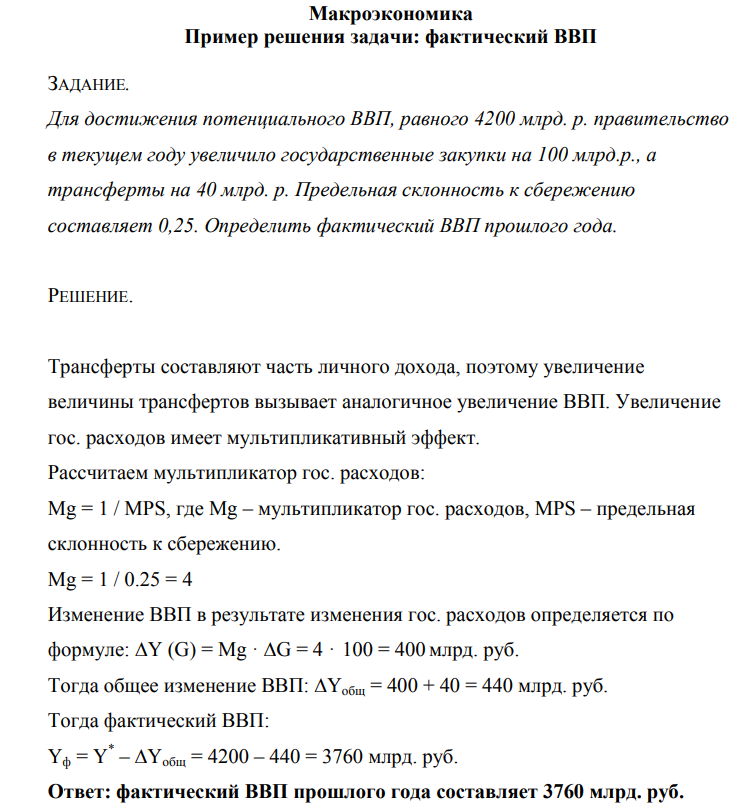 Макроэкономика
Пример решения задачи: фактический ВВП
ЗАДАНИЕ.
Для достижения потенциального ВВП, равного 4200 млрд. р. правительство
в текущем году увеличило государственные закупки на 100 млрд.р., а
трансферты на 40 млрд. р. Предельная склонность к сбережению
составляет 0,25. Определить фактический ВВП прошлого года.
РЕШЕНИЕ.
Трансферты составляют часть личного дохода, поэтому увеличение
величины трансфертов вызывает аналогичное увеличение ВВП. Увеличение
гос. расходов имеет мультипликативный эффект.
Рассчитаем мультипликатор гос. расходов:
Mg = 1 / MPS, где Mg – мультипликатор гос. расходов, MPS – предельная
склонность к сбережению.
Mg = 1 / 0.25 = 4
Изменение ВВП в результате изменения гос. расходов определяется по
формуле: ΔY (G) = Mg · ΔG = 4 · 100 = 400 млрд. руб.
Тогда общее изменение ВВП: ΔYобщ = 400 + 40 = 440 млрд. руб.
Тогда фактический ВВП:
Yф = Y* – ΔYобщ = 4200 – 440 = 3760 млрд. руб.
Ответ: фактический ВВП прошлого года составляет 3760 млрд. руб.